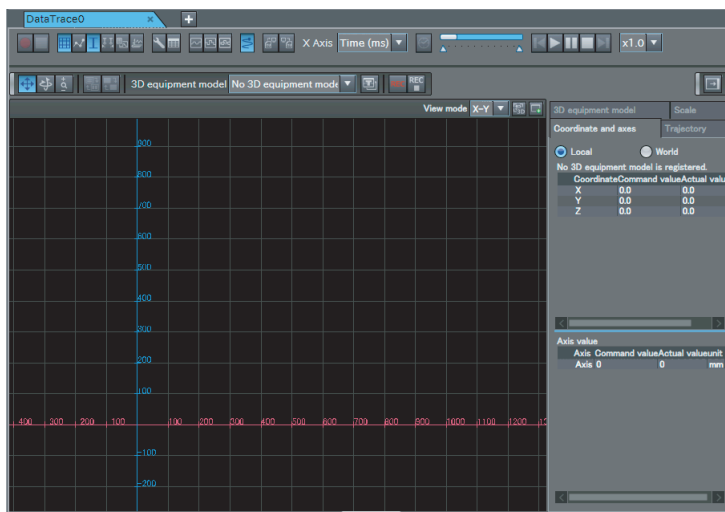 DataTrace0 × +
X Axis Time (ms) x1.0
3D equipment model No 3D equipment mode REC
View mode X-Y
3D equipment model Scale
Coordinate and axes Trajectory
Local World
No 3D equipment model is registered.
Coordinate Command value Actual valu
X 0.0 0.0
Y 0.0 0.0
Z 0.0 0.0
Axis value
Axis Command value Actual value unit
Axis 0 0 mm
900
800
700
600
500
400
300
200
100
-400 -300 -200 -100 100 200 300 400 500 600 700 800 900 1000 1100 1200
-100
-200